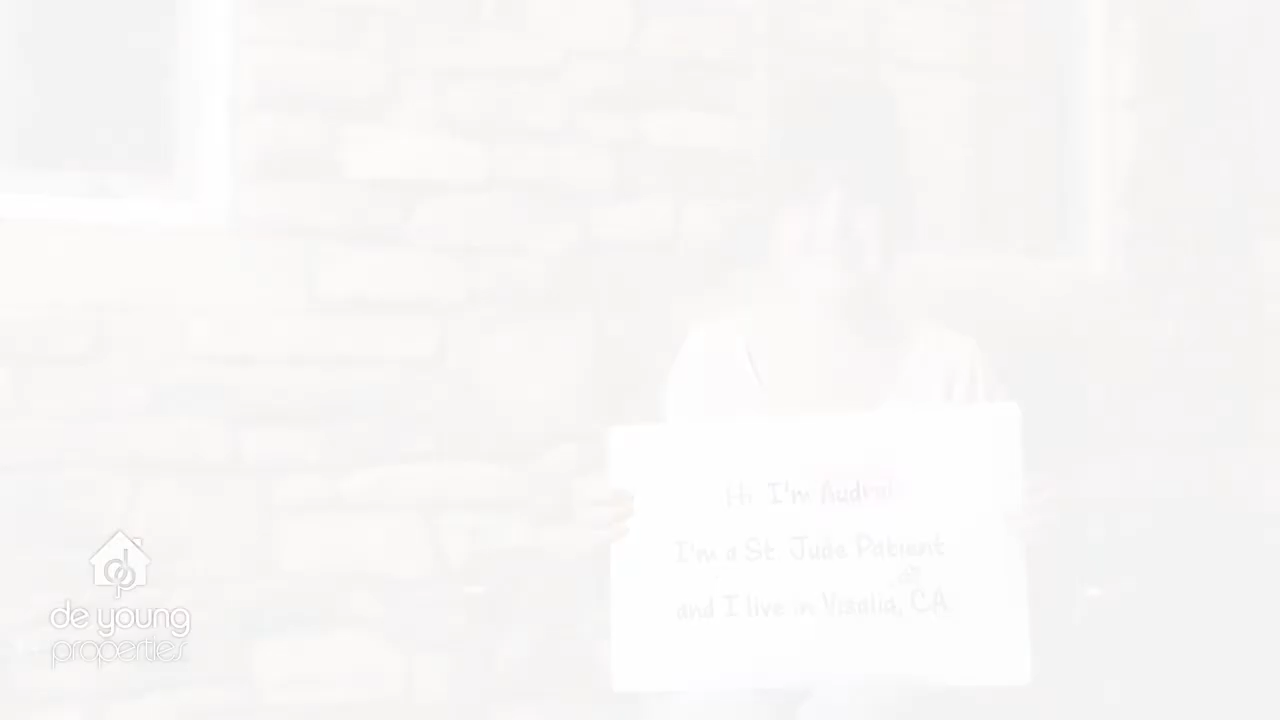 Hi I'm
I'm a St. Jude Patient
and I live in Visalia, CA
de young
properties